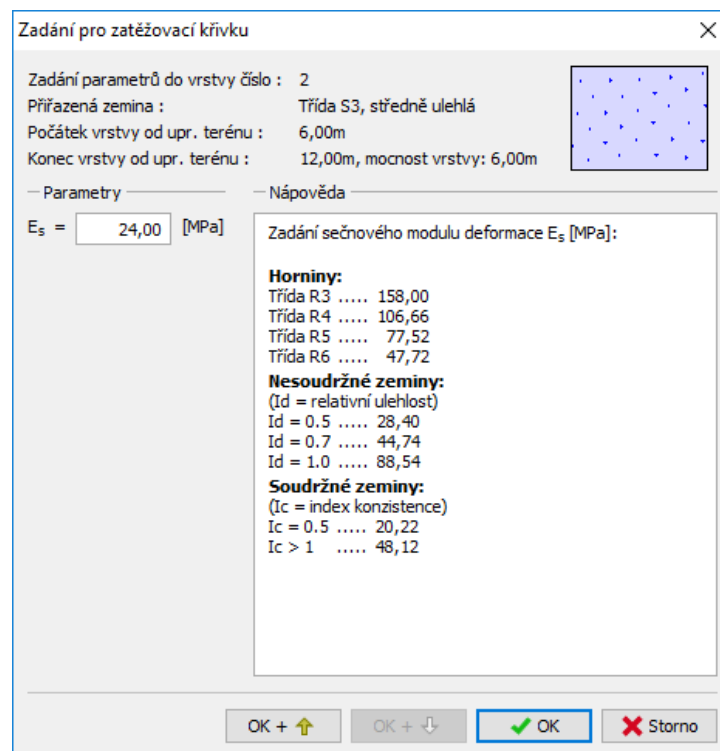 Zadání pro zatěžovací křivku
Zadání parametrů do vrstvy číslo : 2
Přiřazená zemina : Třída S3, středně ulehlá
Počátek vrstvy od upr. terénu : 6,00m
Konec vrstvy od upr. terénu : 12,00m, mocnost vrstvy: 6,00m
Parametry
Eₛ = 24,00 [MPa]
Nápověda
Zadání sečnového modulu deformace Eₛ [MPa]:
Horniny:
Třída R3 ..... 158,00
Třída R4 ..... 106,66
Třída R5 ..... 77,52
Třída R6 ..... 47,72
Nesoudržné zeminy:
(Id = relativní ulehlost)
Id = 0.5 ..... 28,40
Id = 0.7 ..... 44,74
Id = 1.0 ..... 88,54
Soudržné zeminy:
(Ic = index konzistence)
Ic = 0.5 ..... 20,22
Ic > 1 ..... 48,12
OK +
OK +
OK
Storno